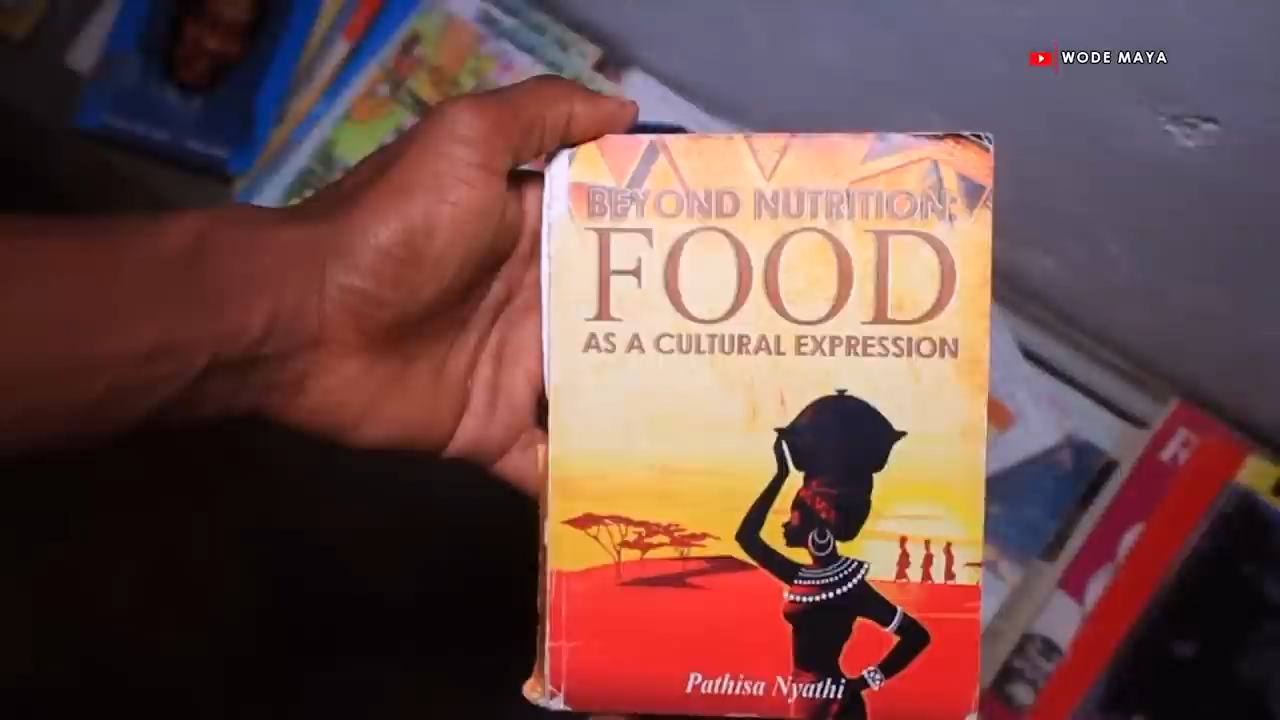 WODE MAYA
BEYOND NUTRITION:
FOOD
AS A CULTURAL EXPRESSION
Pathisa Nyathi